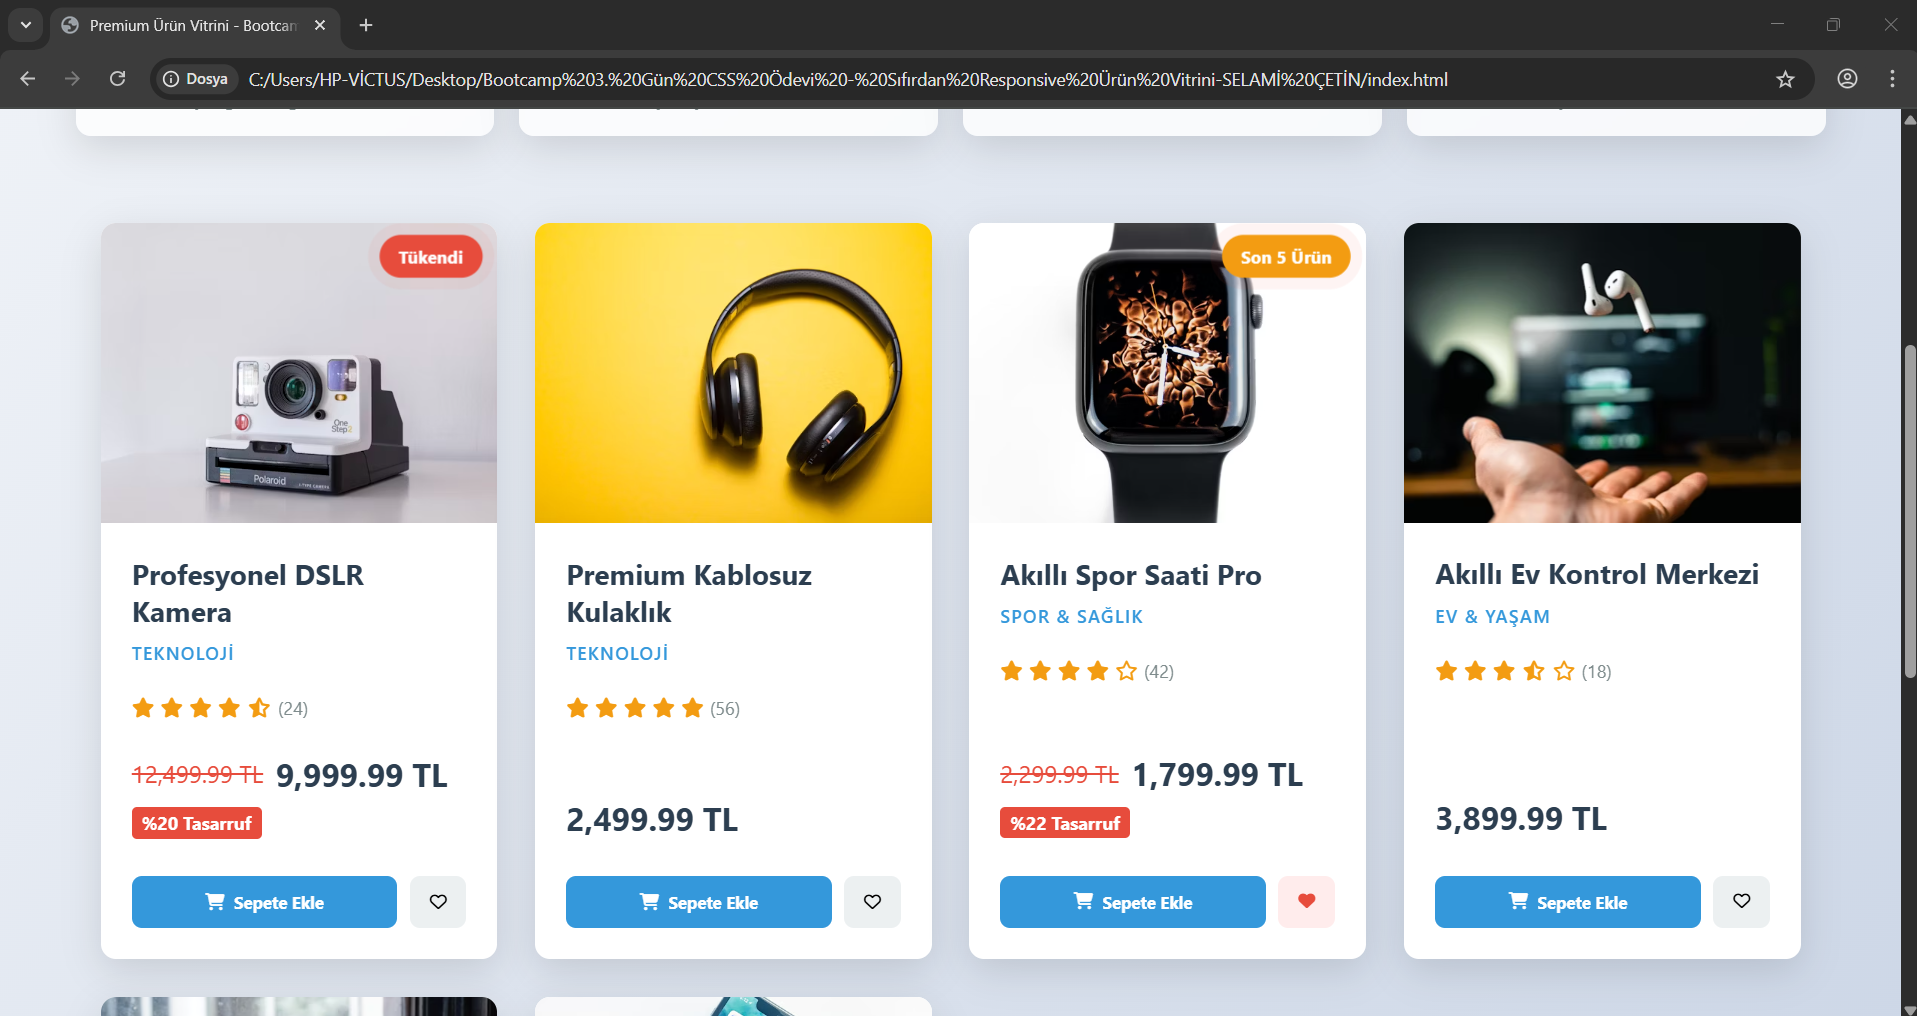 Premium Ürün Vitrini - Bootcam
Dosya
C:/Users/HP-VİCTUS/Desktop/Bootcamp%203.%20Gün%20CSS%20Ödevi%20-%20Sıfırdan%20Responsive%20Ürün%20Vitrini-SELAMİ%20ÇETİN/index.html
Tükendi
OneStep2
Polaroid
Profesyonel DSLR
Kamera
TEKNOLOJİ
(24)
12,499.99 TL 9,999.99 TL
%20 Tasarruf
Sepete Ekle
Premium Kablosuz
Kulaklık
TEKNOLOJİ
(56)
2,499.99 TL
Sepete Ekle
Son 5 Ürün
Akıllı Spor Saati Pro
SPOR & SAĞLIK
(42)
2,299.99 TL 1,799.99 TL
%22 Tasarruf
Sepete Ekle
Akıllı Ev Kontrol Merkezi
EV & YAŞAM
(18)
3,899.99 TL
Sepete Ekle